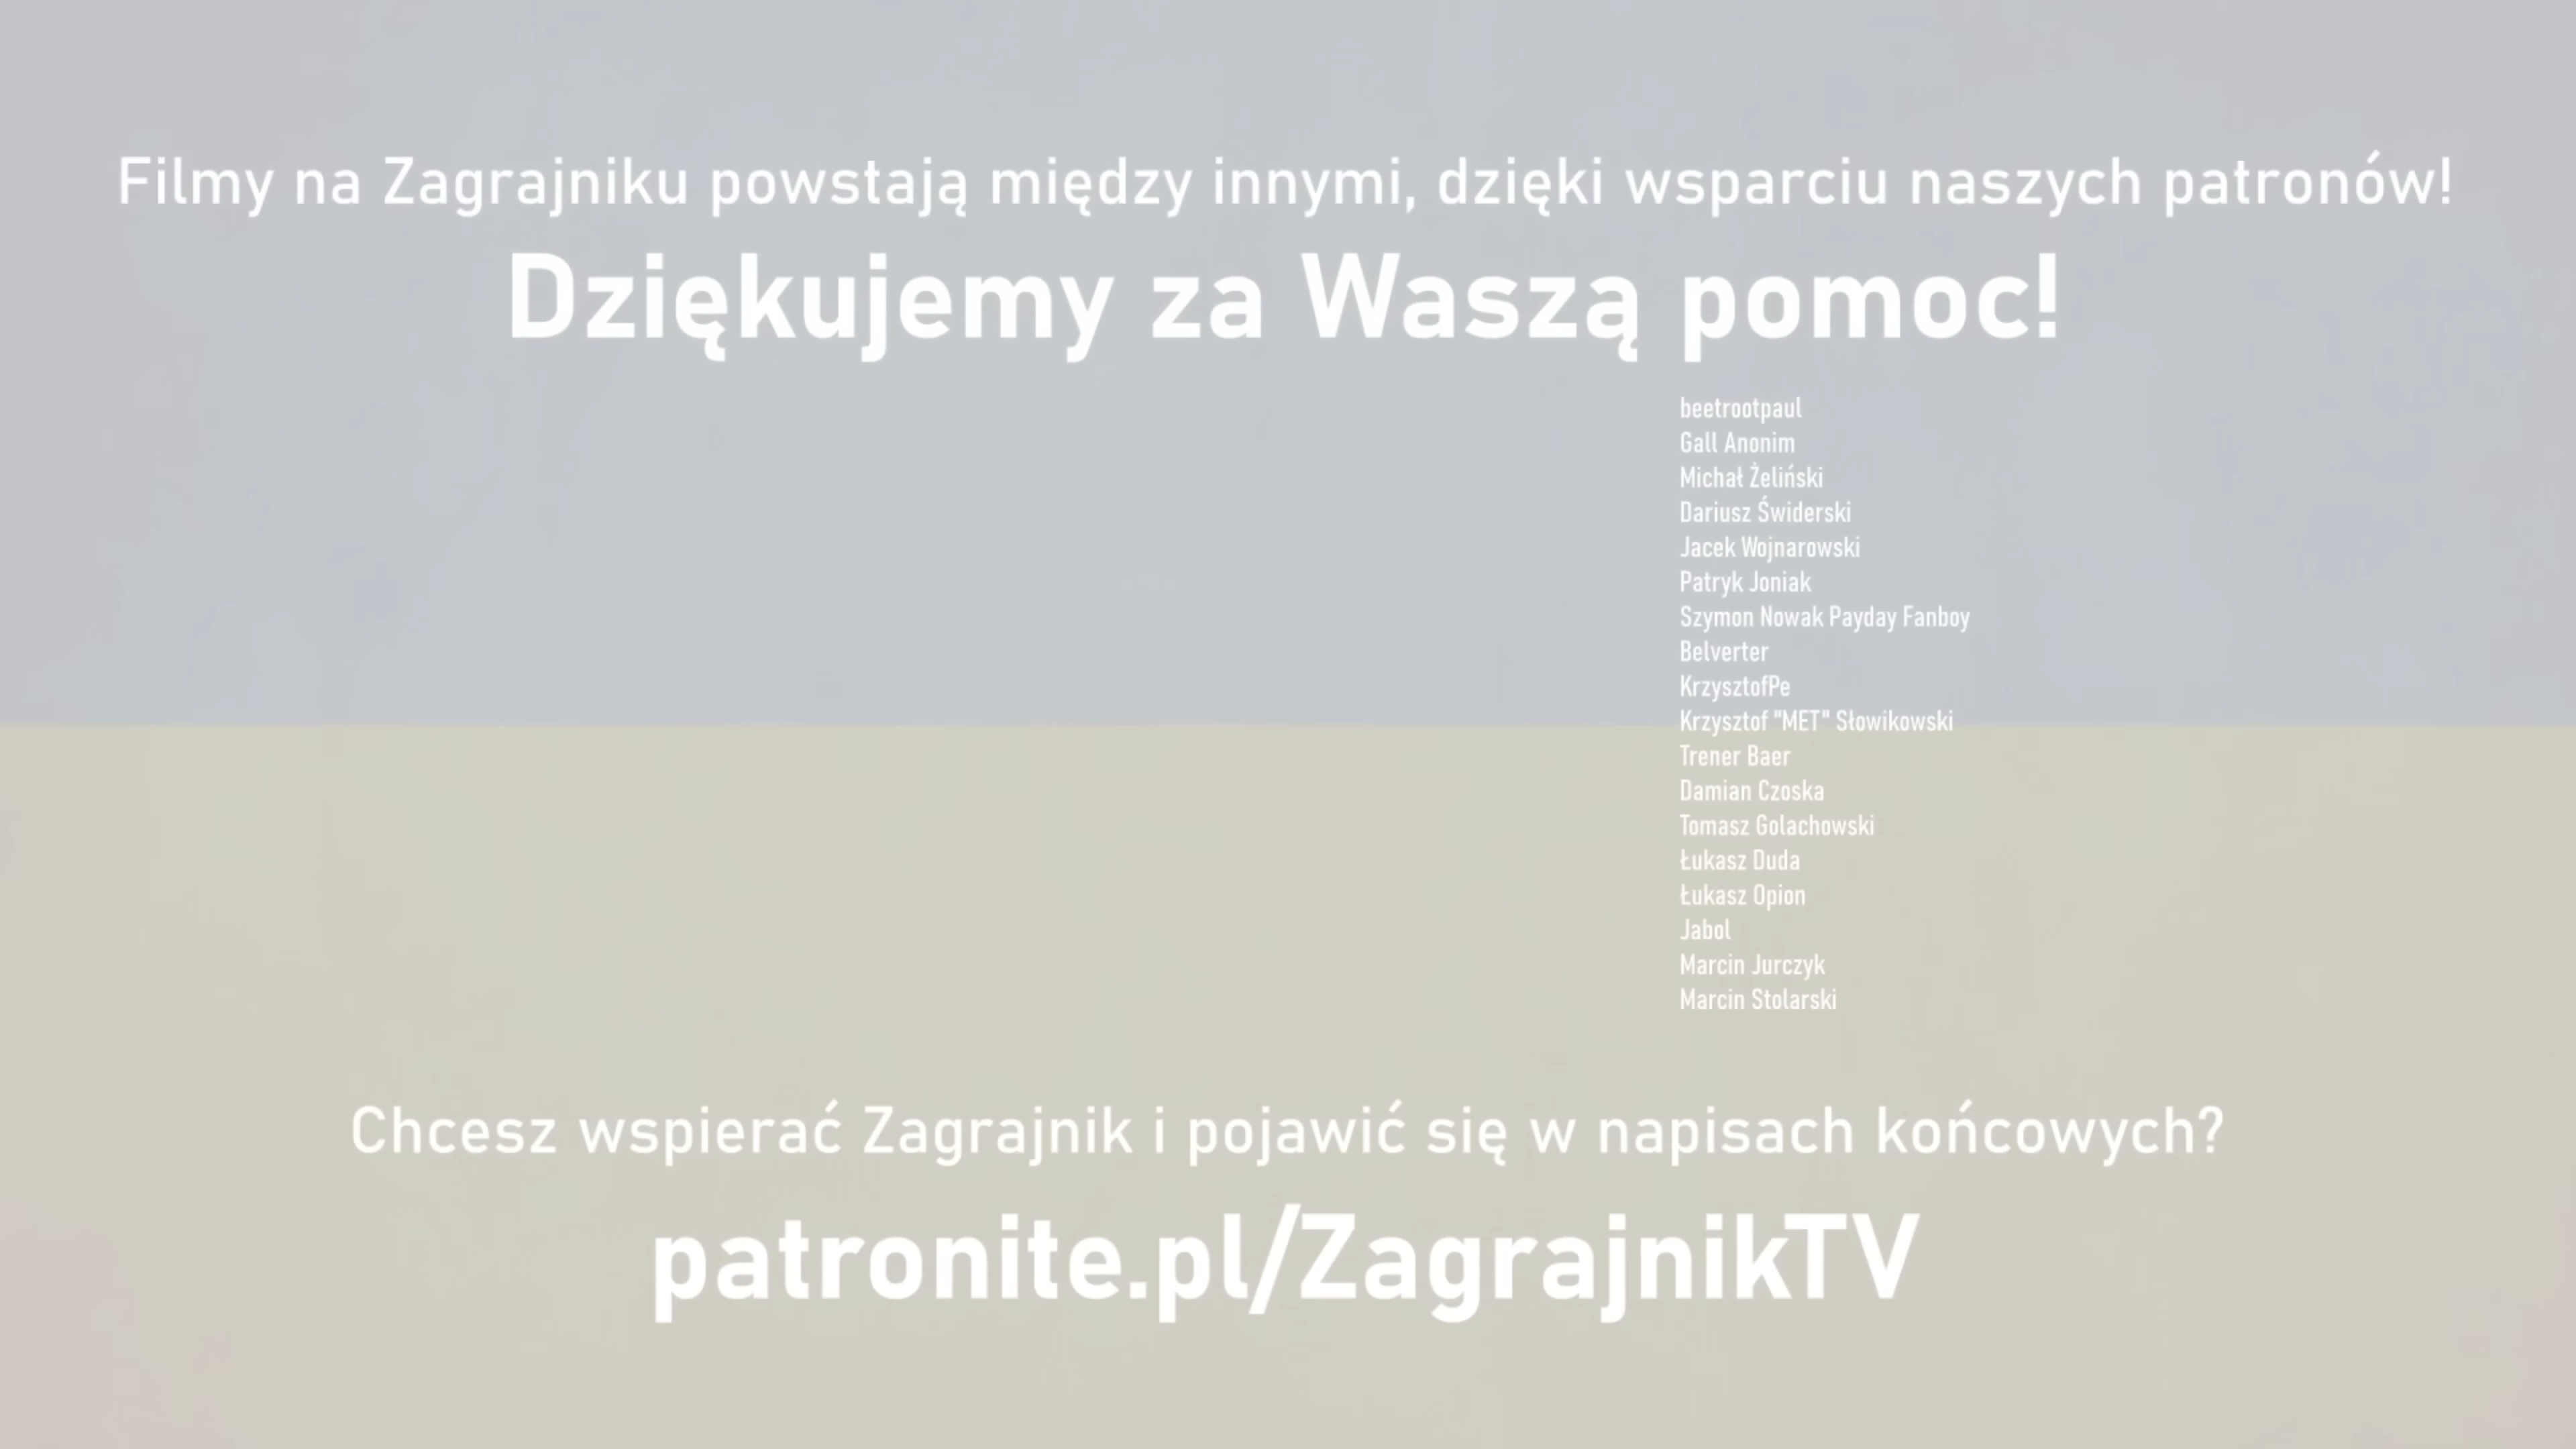 Filmy na Zagrajniku powstają między innymi, dzięki wsparciu naszych patronów!
Dziękujemy za Waszą pomoc!
beetrootpaul
Gall Anonim
Michał Żeliński
Dariusz Świderski
Jacek Wojnarowski
Patryk Joniak
Szymon Nowak Payday Fanboy
Belverter
KrzysztofPe
Krzysztof "MET" Słowikowski
Trener Baer
Damian Czoska
Tomasz Golachowski
Łukasz Duda
Łukasz Opion
Jabol
Marcin Jurczyk
Marcin Stolarski
Chcesz wspierać Zagrajnik i pojawić się w napisach końcowych?
patronite.pl/ZagrajnikTV